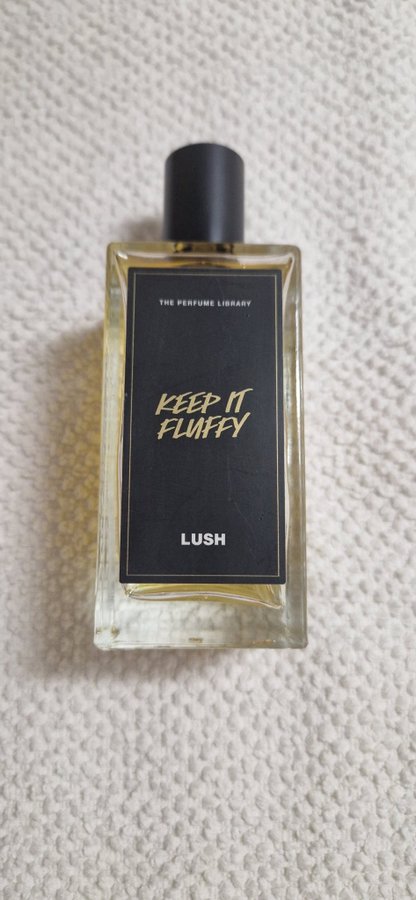 THE PERFUME LIBRARY
KEEP IT
FLUFFY
LUSH